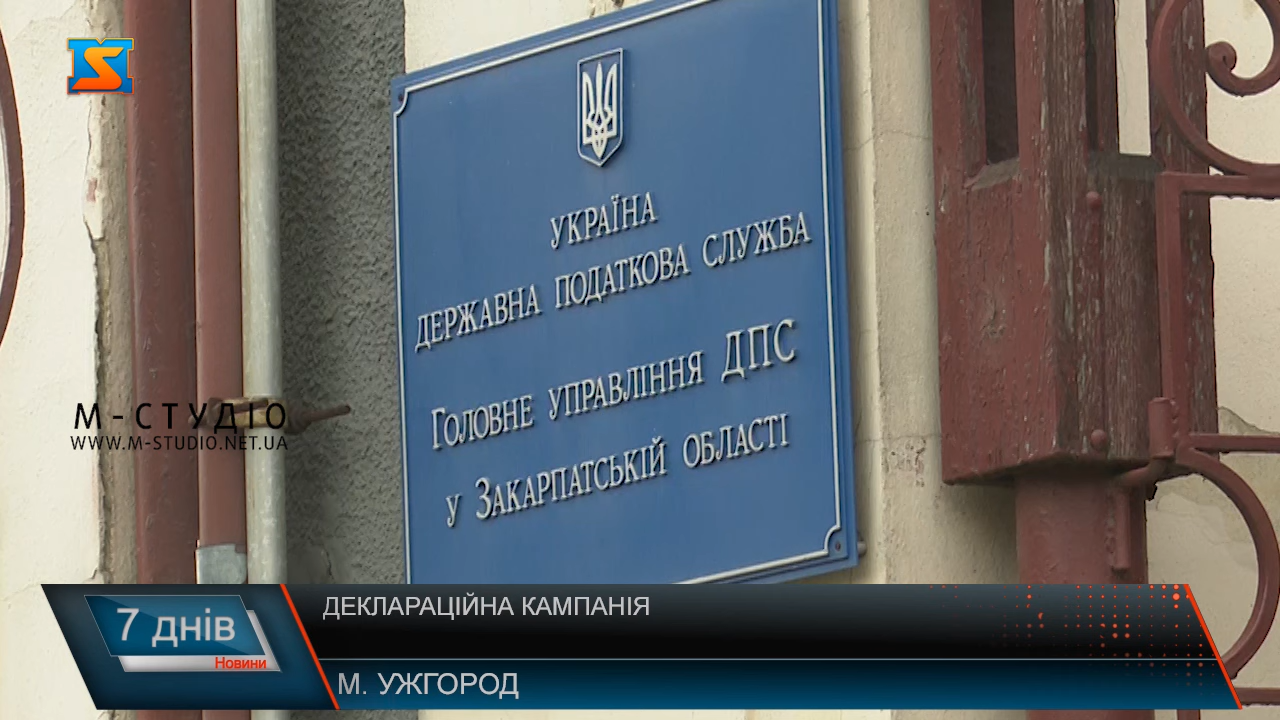 УКРАЇНА
ДЕРЖАВНА ПОДАТКОВА СЛУЖБА
ГОЛОВНЕ УПРАВЛІННЯ ДПС
У ЗАКАРПАТСЬКІЙ ОБЛАСТІ
М-СТУДІО
WWW.M-STUDIO.NET.UA
7 днів
Новини
ДЕКЛАРАЦІЙНА КАМПАНІЯ
М. УЖГОРОД